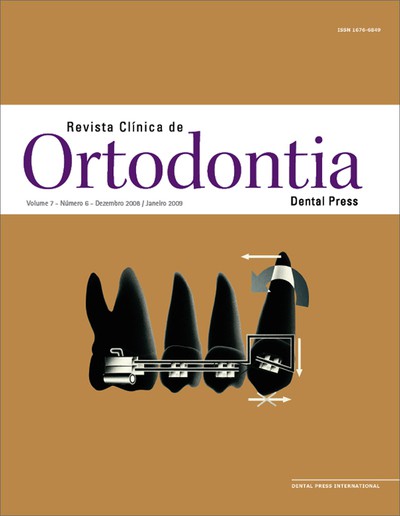 ISSN 1676-6849
Revista Clínica de
Ortodontia
Dental Press
Volume 7 – Número 6 – Dezembro 2008 / Janeiro 2009
DENTAL PRESS INTERNATIONAL